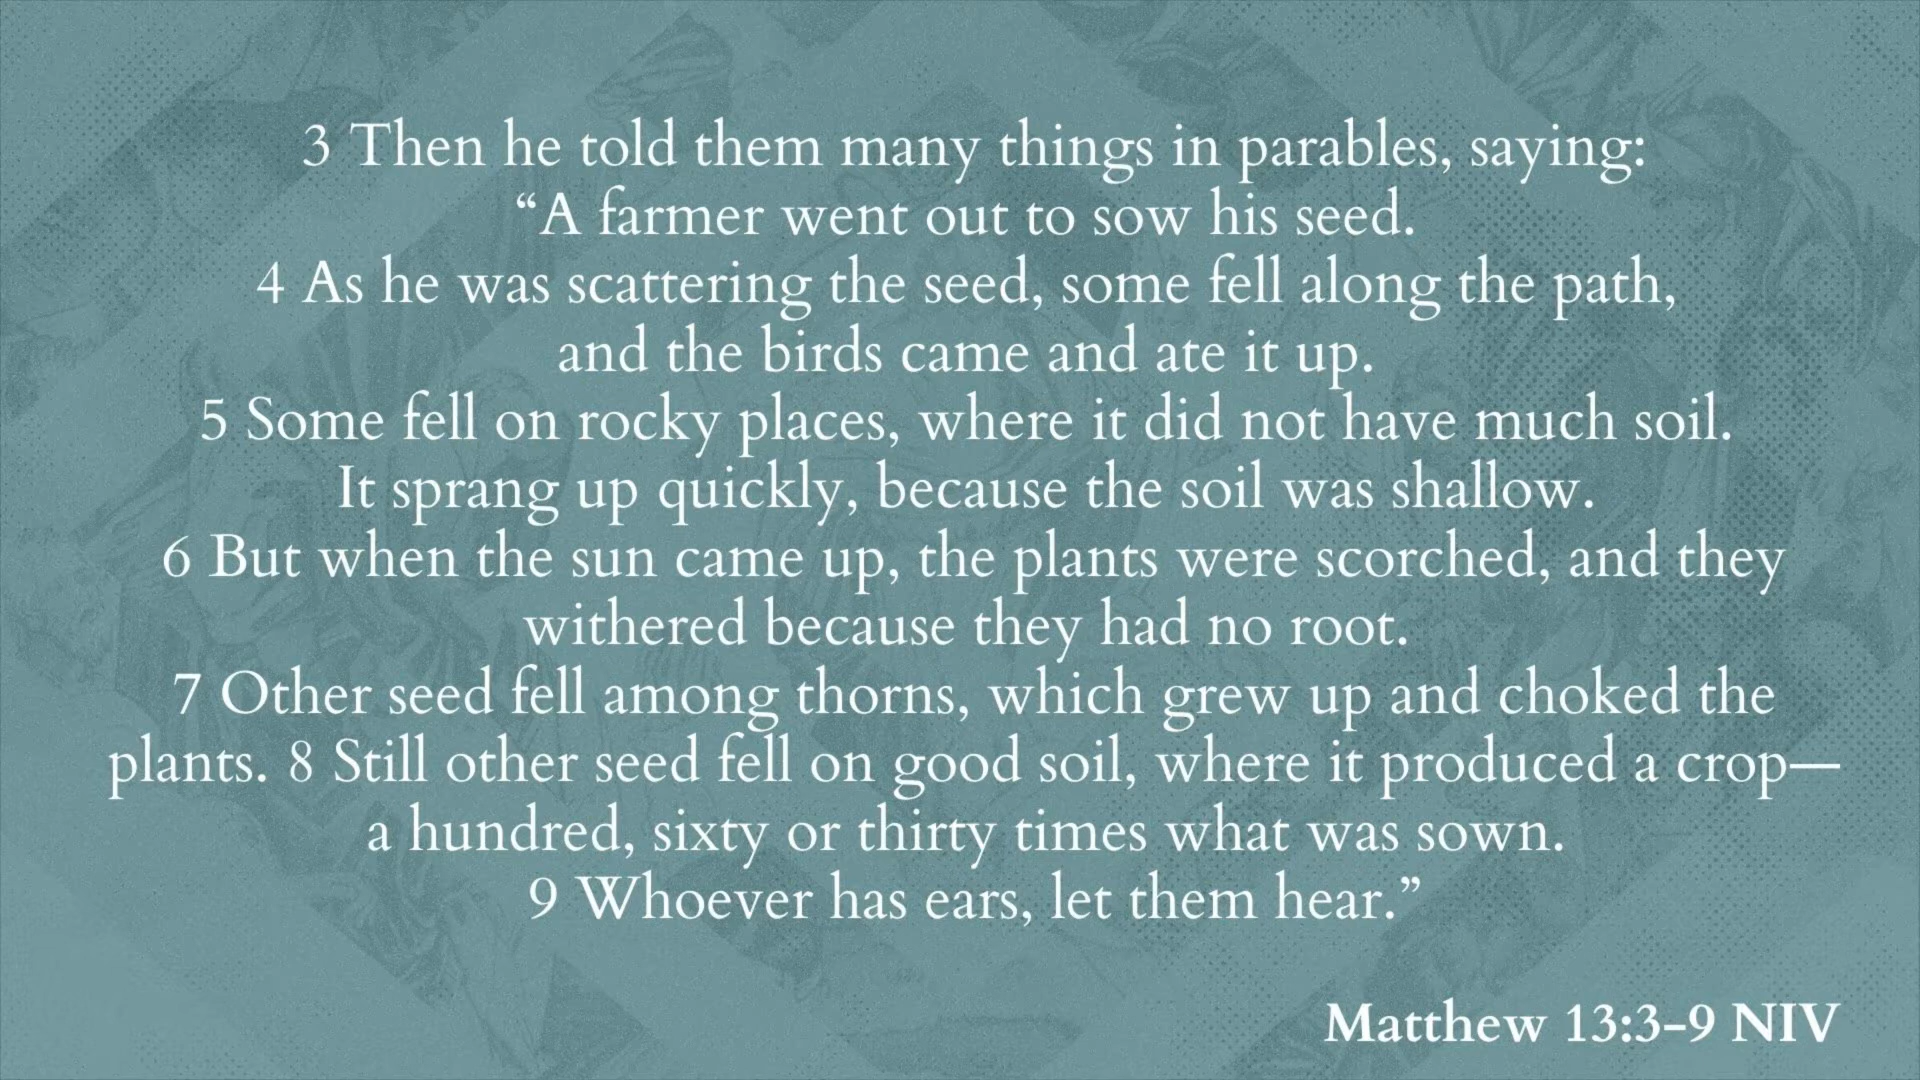 3 Then he told them many things in parables, saying:
“A farmer went out to sow his seed.
4 As he was scattering the seed, some fell along the path,
and the birds came and ate it up.
5 Some fell on rocky places, where it did not have much soil.
It sprang up quickly, because the soil was shallow.
6 But when the sun came up, the plants were scorched, and they
withered because they had no root.
7 Other seed fell among thorns, which grew up and choked the
plants. 8 Still other seed fell on good soil, where it produced a crop—
a hundred, sixty or thirty times what was sown.
9 Whoever has ears, let them hear.”
Matthew 13:3-9 NIV